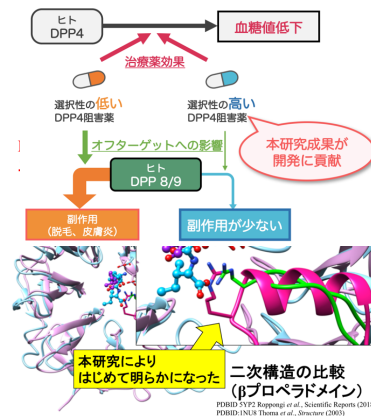 ヒト
DPP4
血糖値低下
治療薬効果
選択性の低い
DPP4阻害薬
選択性の高い
DPP4阻害薬
本研究成果が
開発に貢献
オフターゲットへの影響
ヒト
DPP 8/9
副作用
(脱毛、皮膚炎)
副作用が少ない
本研究により
はじめて明らかになった
二次構造の比較
(βプロペラドメイン)
PDBID 5YP2 Roppongi et al., Scientific Reports (201
PDBID:1NU8 Thoma et al., Structure (2003)